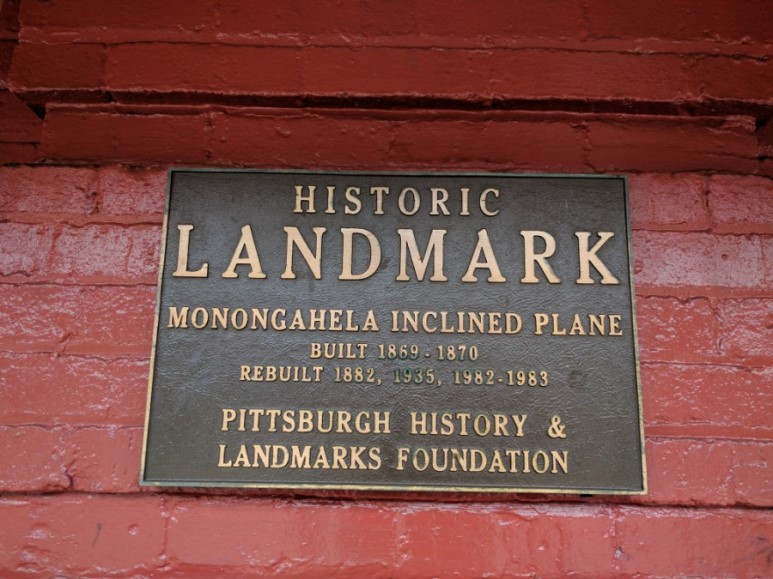 HISTORIC
LANDMARK
MONONGAHELA INCLINED PLANE
BUILT 1869 - 1870
REBUILT 1882, 1935, 1982 - 1983
PITTSBURGH HISTORY &
LANDMARKS FOUNDATION